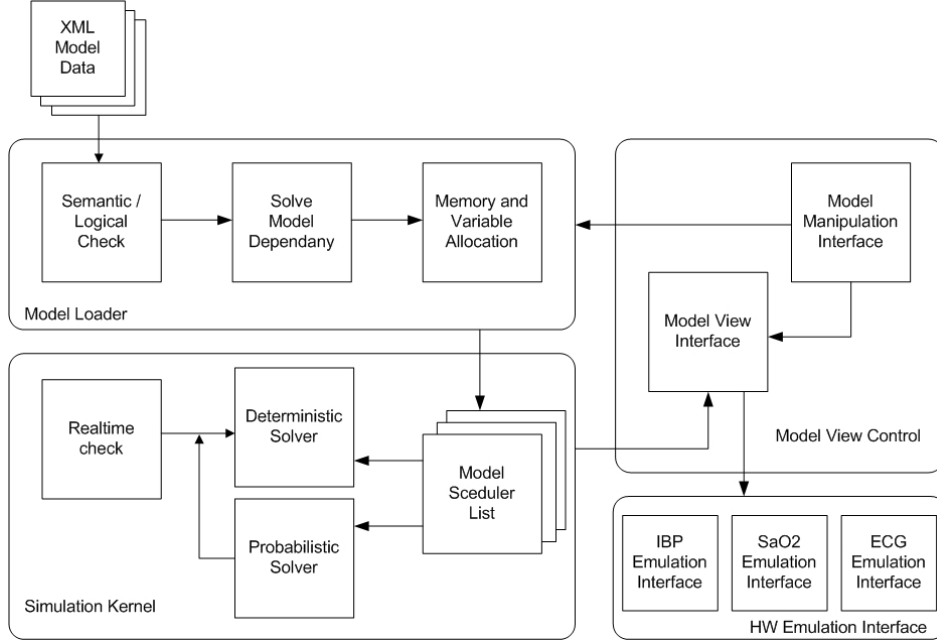 XML
Model
Data
Semantic /
Logical
Check
Solve
Model
Dependany
Memory and
Variable
Allocation
Model Loader
Model
Manipulation
Interface
Model View
Interface
Model View Control
Realtime
check
Deterministic
Solver
Probabilistic
Solver
Model
Sceduler
List
Simulation Kernel
IBP
Emulation
Interface
SaO2
Emulation
Interface
ECG
Emulation
Interface
HW Emulation Interface